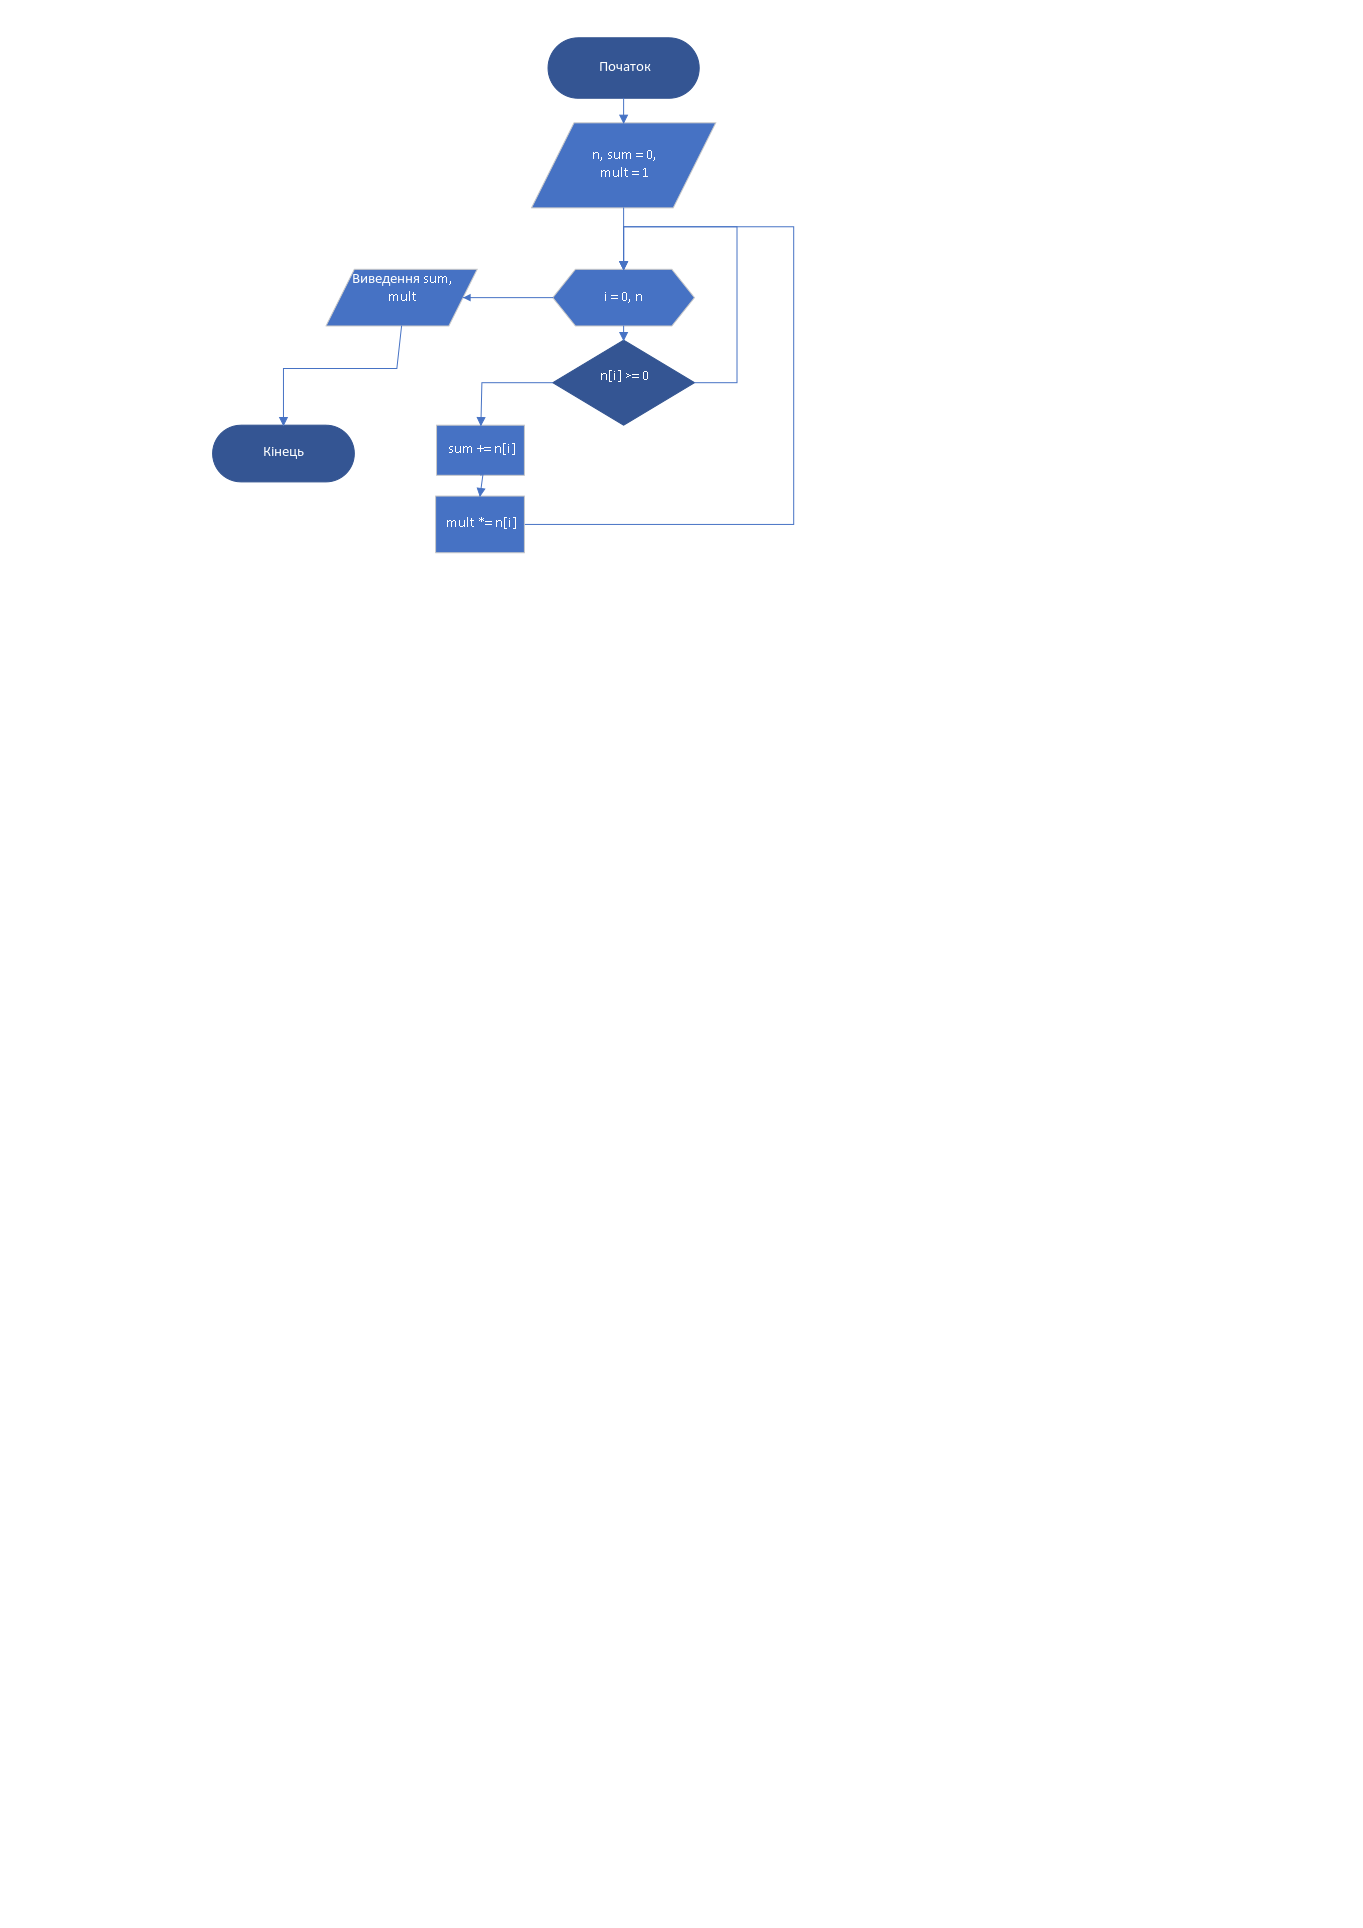 Початок
n, sum = 0,
mult = 1
Виведення sum,
mult
i = 0, n
n[i] >= 0
sum += n[i]
Кінець
mult *= n[i]